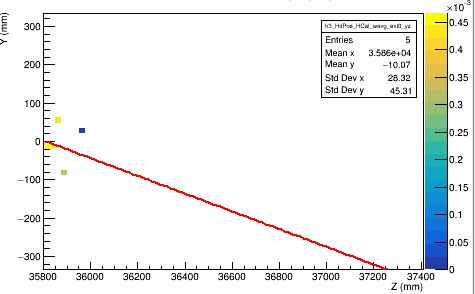 ×10⁻³
Y (mm)
300
200
100
0
−100
−200
−300
h3_HitPos_HCal_wavg_evt0_yz
Entries 5
Mean x 3.586e+04
Mean y −10.07
Std Dev x 28.32
Std Dev y 45.31
0.45
0.4
0.35
0.3
0.25
0.2
0.15
0.1
0.05
0
35800 36000 36200 36400 36600 36800 37000 37200 37400
Z (mm)